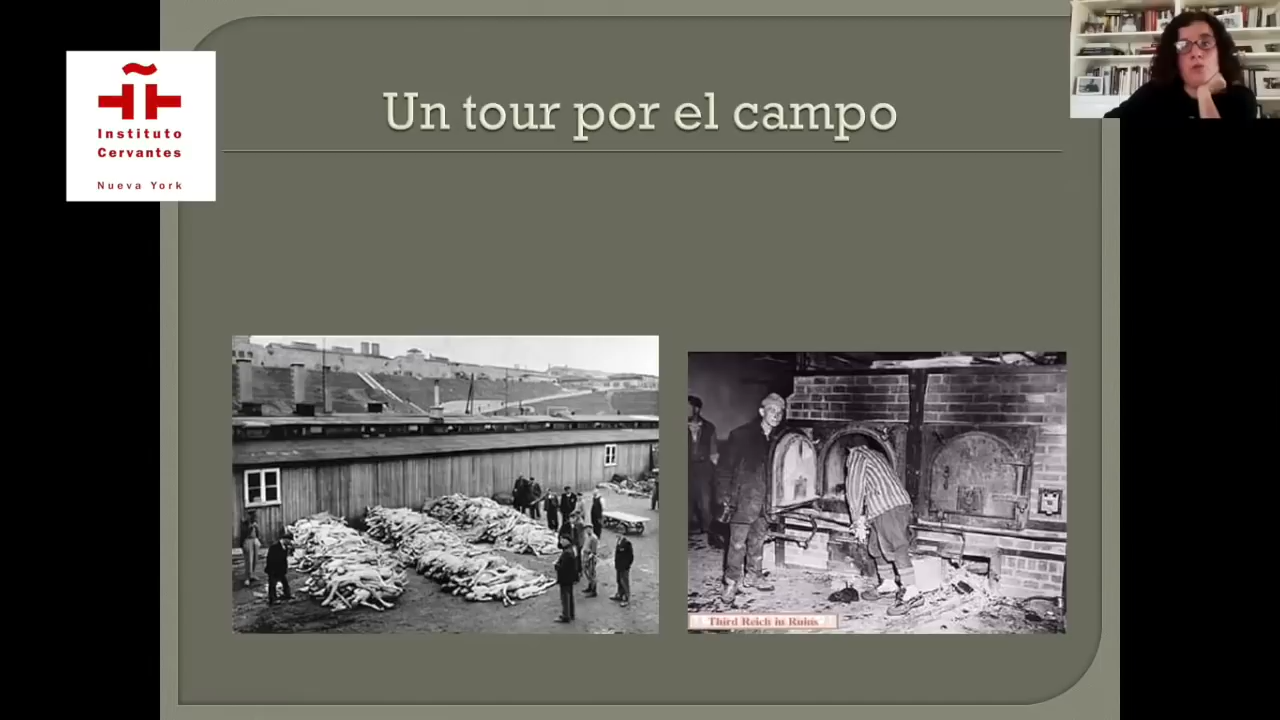 Un tour por el campo
Instituto
Cervantes
Nueva York
Third Reich in Ruins